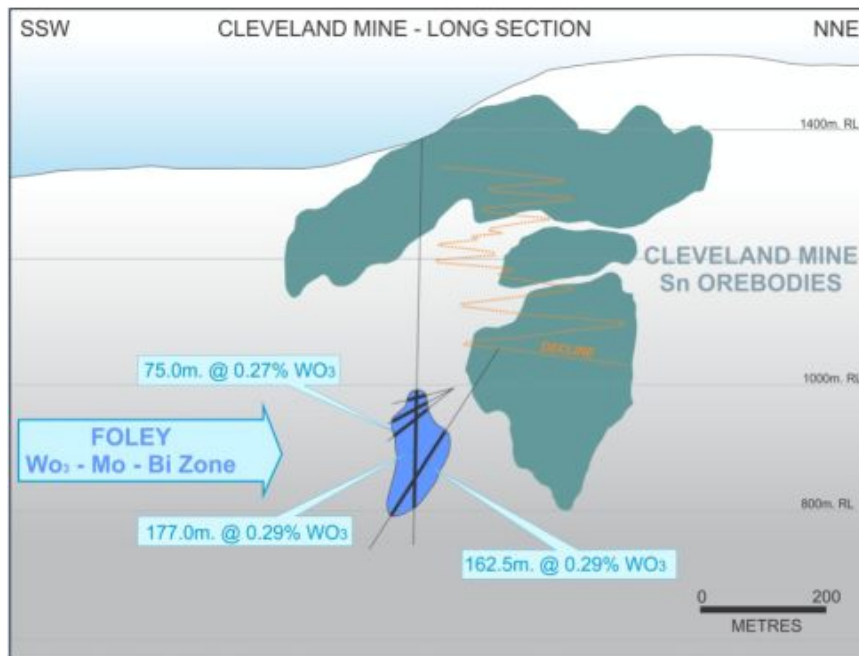 SSW
CLEVELAND MINE - LONG SECTION
NNE
1400m. RL
CLEVELAND MINE
Sn OREBODIES
DECLINE
75.0m. @ 0.27% WO₃
1000m. RL
FOLEY
Wo₃ - Mo - Bi Zone
800m. RL
177.0m. @ 0.29% WO₃
162.5m. @ 0.29% WO₃
0
200
METRES